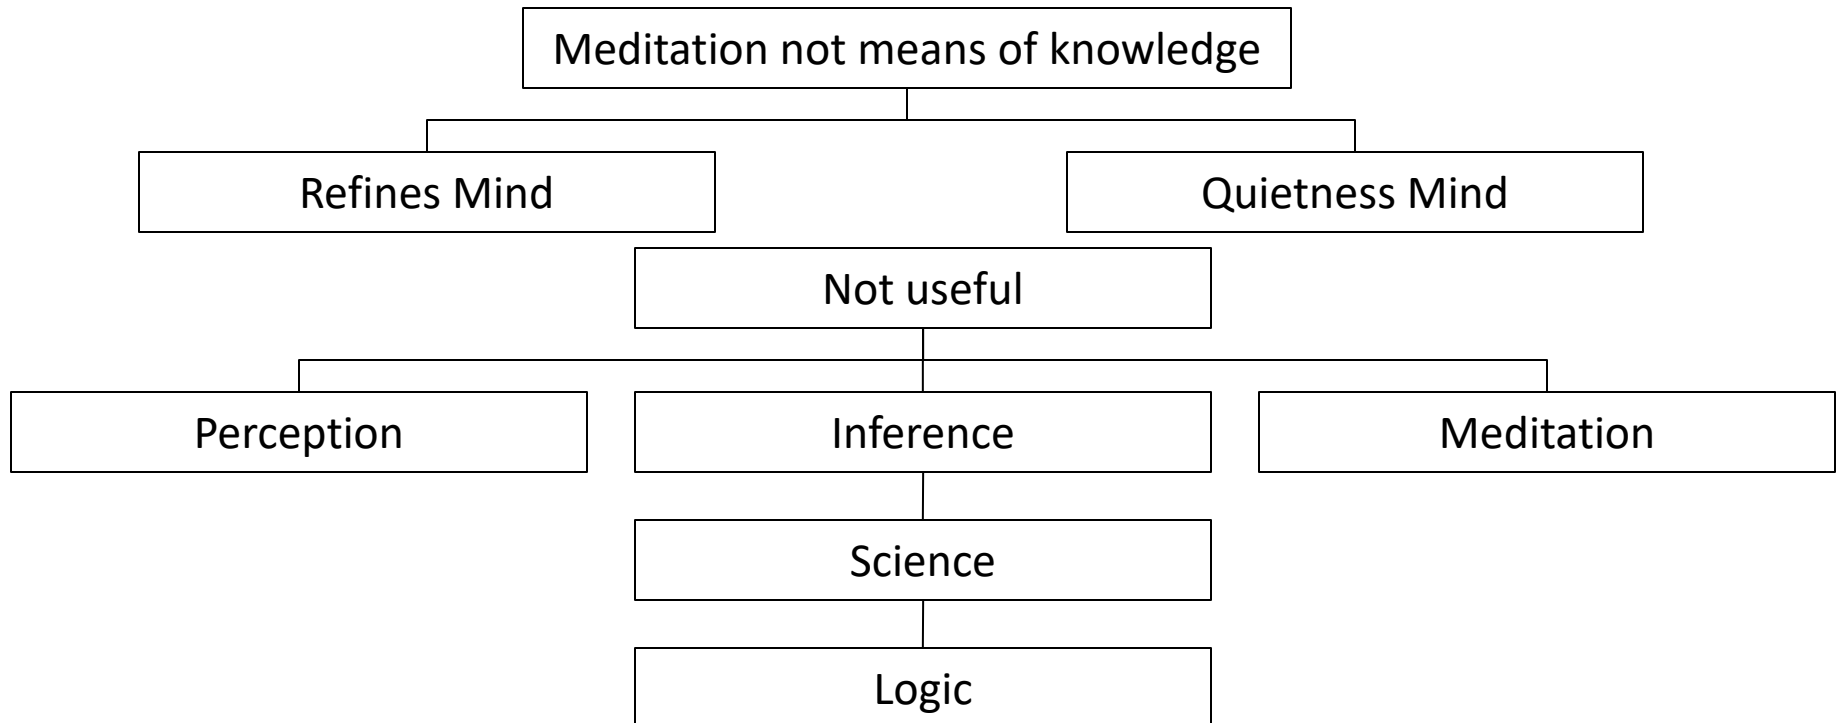 Meditation not means of knowledge
Refines Mind
Quietness Mind
Not useful
Perception
Inference
Meditation
Science
Logic